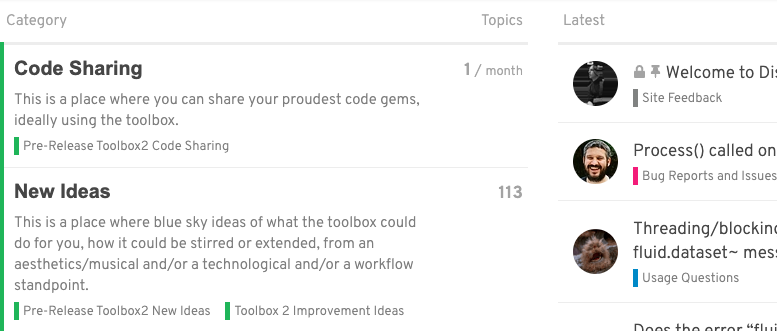 Category Topics
Code Sharing
1 / month
This is a place where you can share your proudest code gems,
ideally using the toolbox.
Pre-Release Toolbox2 Code Sharing
New Ideas
113
This is a place where blue sky ideas of what the toolbox could
do for you, how it could be stirred or extended, from an
aesthetics/musical and/or a technological and/or a workflow
standpoint.
Pre-Release Toolbox2 New Ideas Toolbox 2 Improvement Ideas
Latest
Welcome to Dis
Site Feedback
Process() called on
Bug Reports and Issues
Threading/blocking
fluid.dataset~ mess
Usage Questions
Does the error “flui